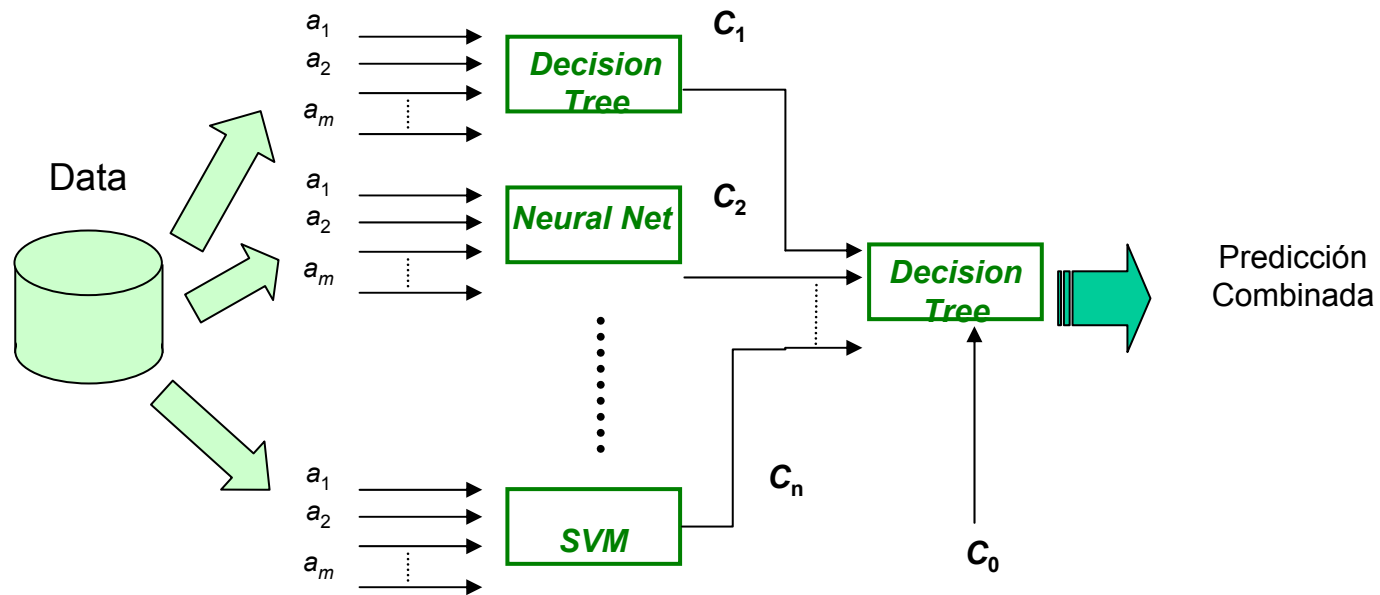 Data
a1
a2
am
Decision
Tree
C1
a1
a2
am
Neural Net
C2
a1
a2
am
SVM
Cn
Decision
Tree
C0
Predicción
Combinada